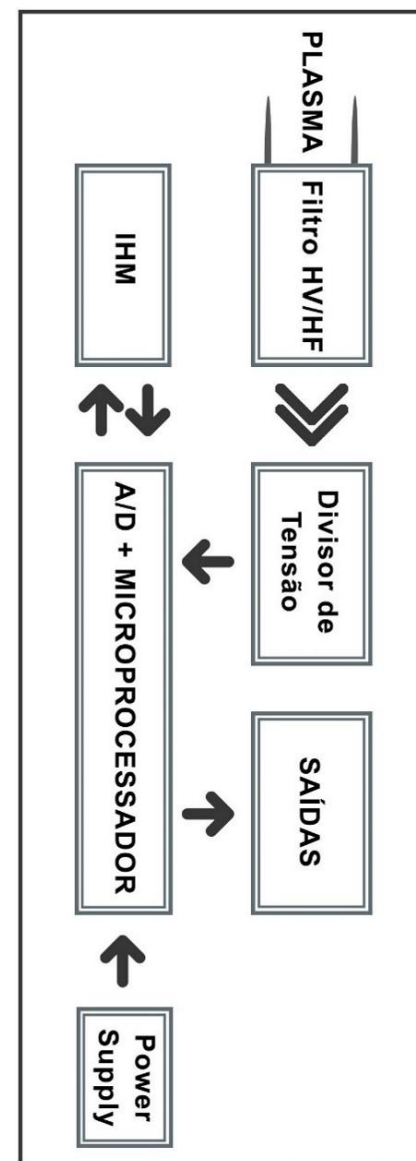 PLASMA
Filtro HV/HF
Divisor de
Tensão
SAÍDAS
IHM
A/D + MICROPROCESSADOR
Power
Supply